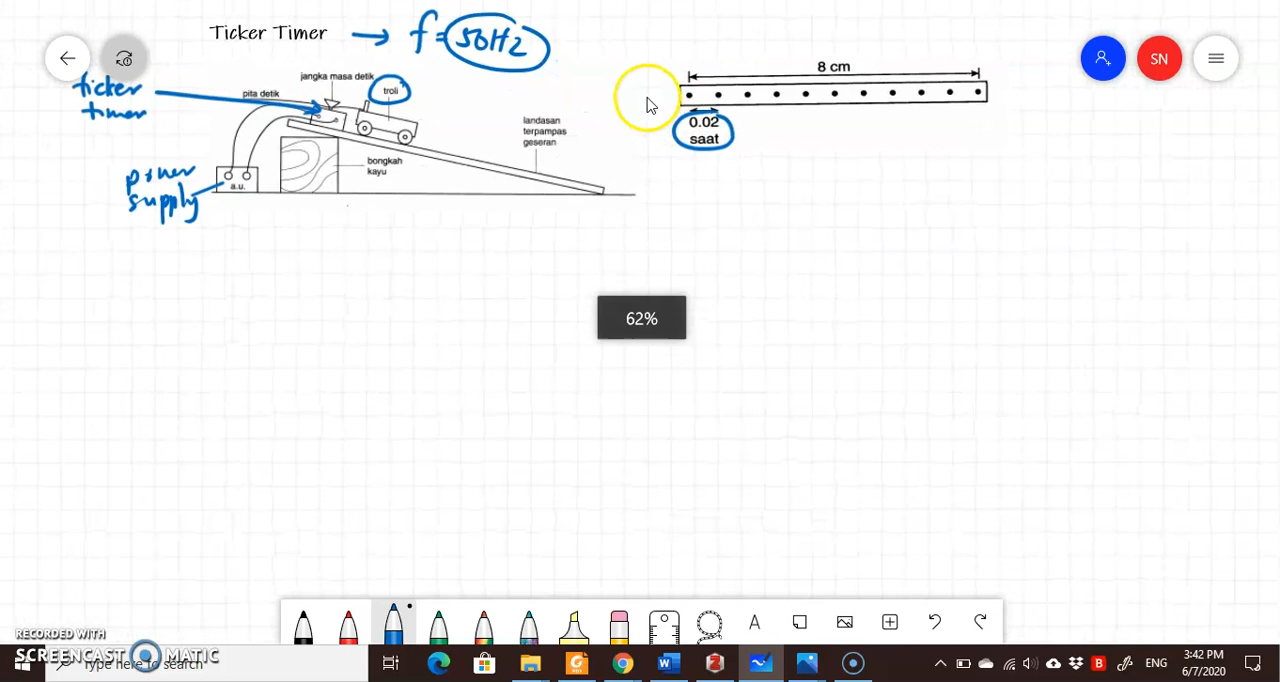 Ticker Timer → f = 50Hz
SN
8 cm
0.02
saat
jangka masa detik
troli
pita detik
ticker
timer
landasan
terpampas
geseran
bongkah
kayu
power
supply
a.u.
62%
A
RECORDED WITH
SCREENCAST MATIC
Type here to search
W
B
ENG
3:42 PM
6/7/2020